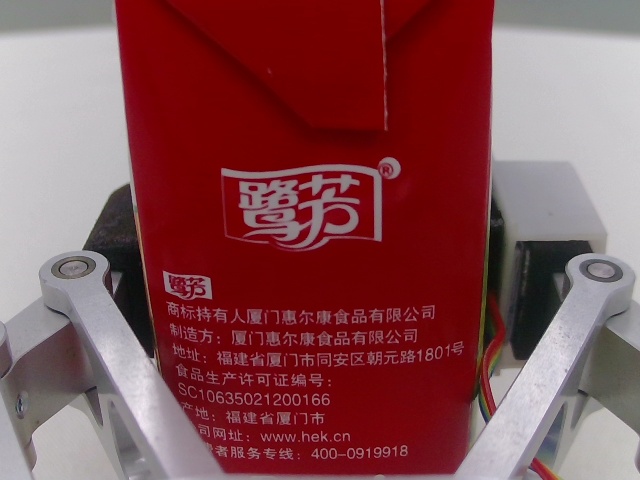 鹭芳®
鹭芳
商标持有人厦门惠尔康食品有限公司
制造方：厦门惠尔康食品有限公司
地址：福建省厦门市同安区朝元路1801号
食品生产许可证编号：
SC10635021200166
产地：福建省厦门市
司网址：www.hek.cn
者服务专线：400-0919918